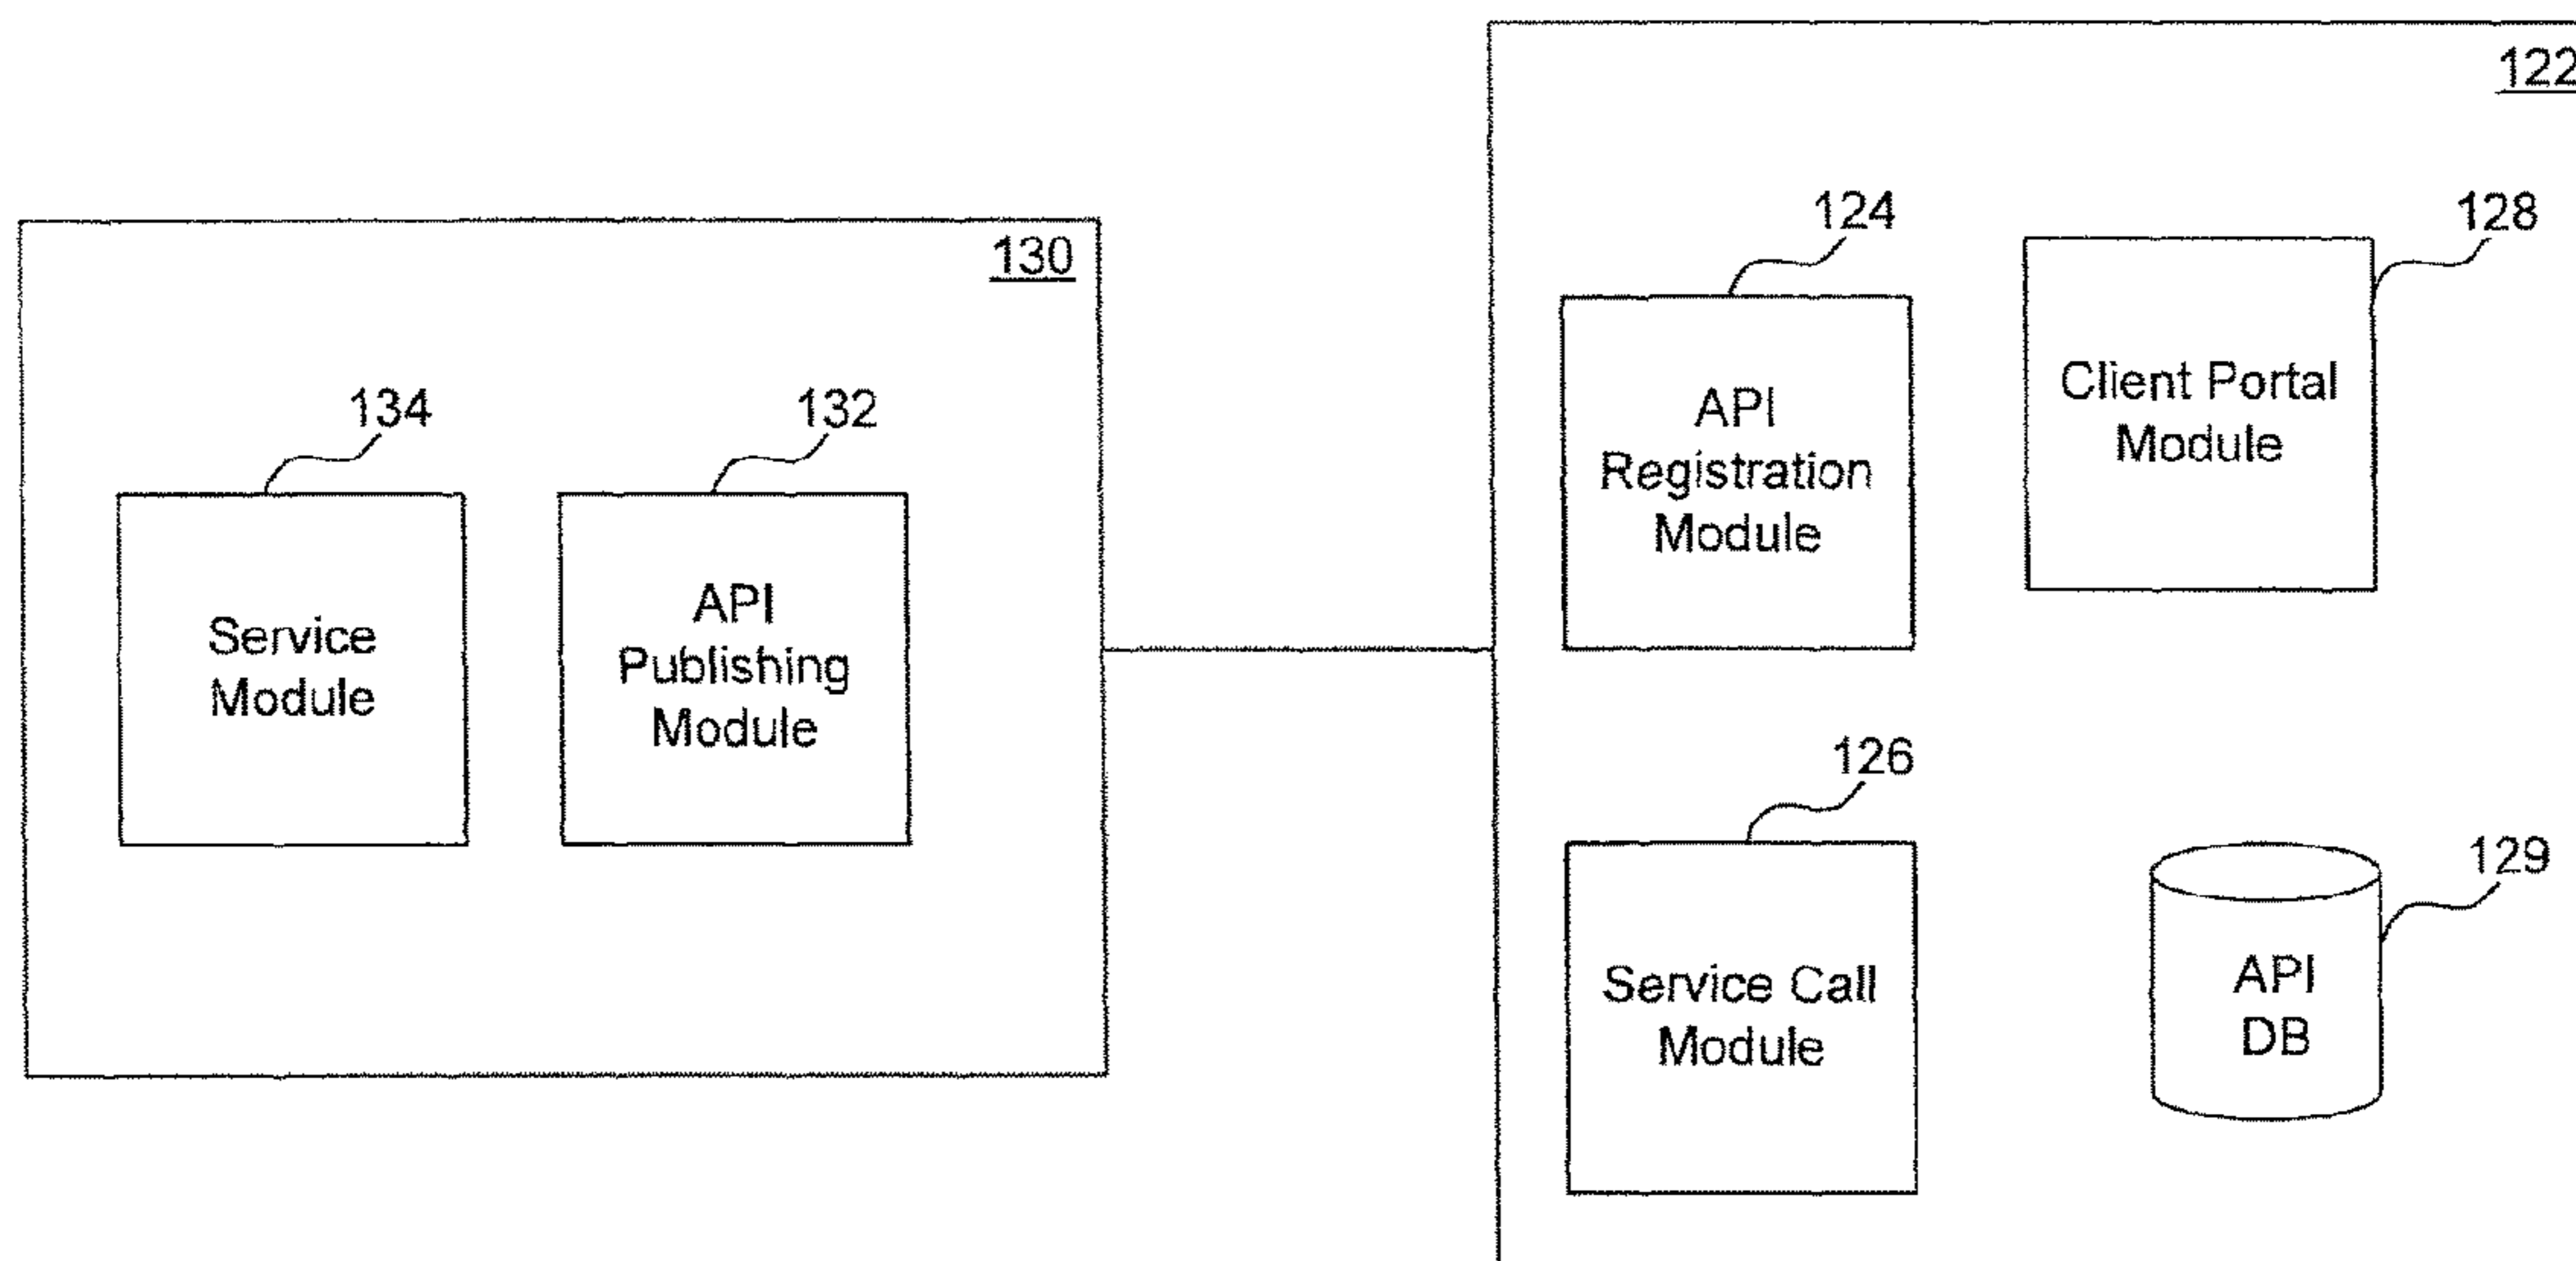 122
130
134
132
Service
Module
API
Publishing
Module
124
128
API
Registration
Module
Client Portal
Module
126
129
Service Call
Module
API
DB